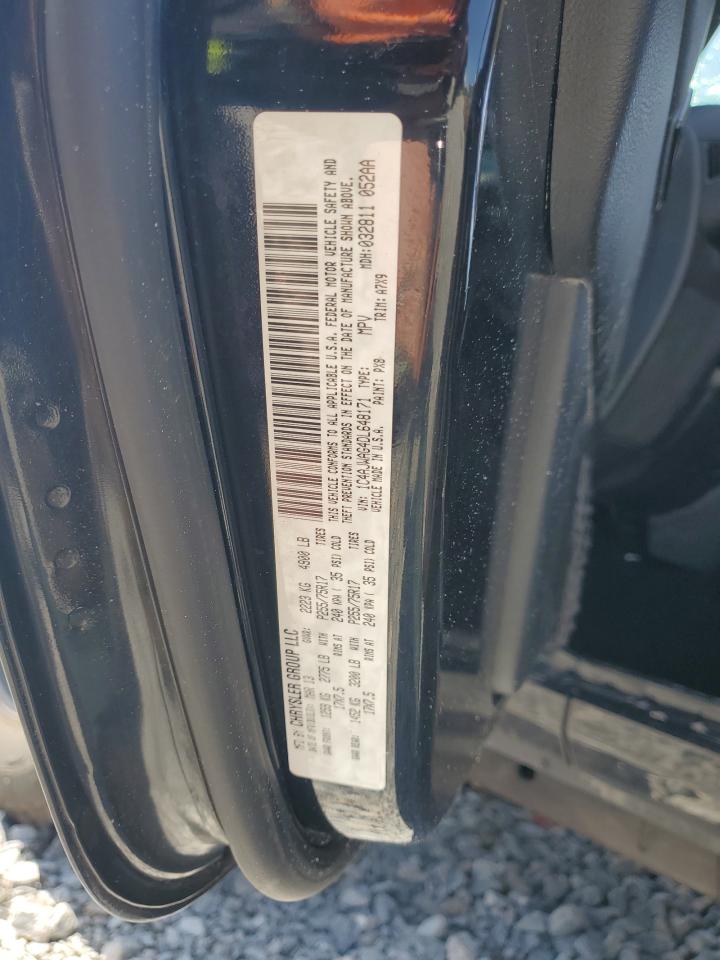 MFD BY CHRYSLER GROUP LLC
DATE OF MFR(BUILD): MAR 13 GVWR: 2223 KG 4900 LB
GAWR FRONT: 1259 KG 2775 LB WITH P255/75R17 TIRES
17X7.5 RIMS AT 240 KPA ( 35 PSI) COLD
GAWR REAR: 1452 KG 3200 LB WITH P255/75R17 TIRES
17X7.5 RIMS AT 240 KPA ( 35 PSI) COLD
THIS VEHICLE CONFORMS TO ALL APPLICABLE U.S.A. FEDERAL MOTOR VEHICLE SAFETY AND
THEFT PREVENTION STANDARDS IN EFFECT ON THE DATE OF MANUFACTURE SHOWN ABOVE.
VIN: 1C4AJWAG4DL648171 TYPE: MPV MDH:032811 052AA
VEHICLE MADE IN U.S.A. PAINT: PX8 TRIM: A7X9